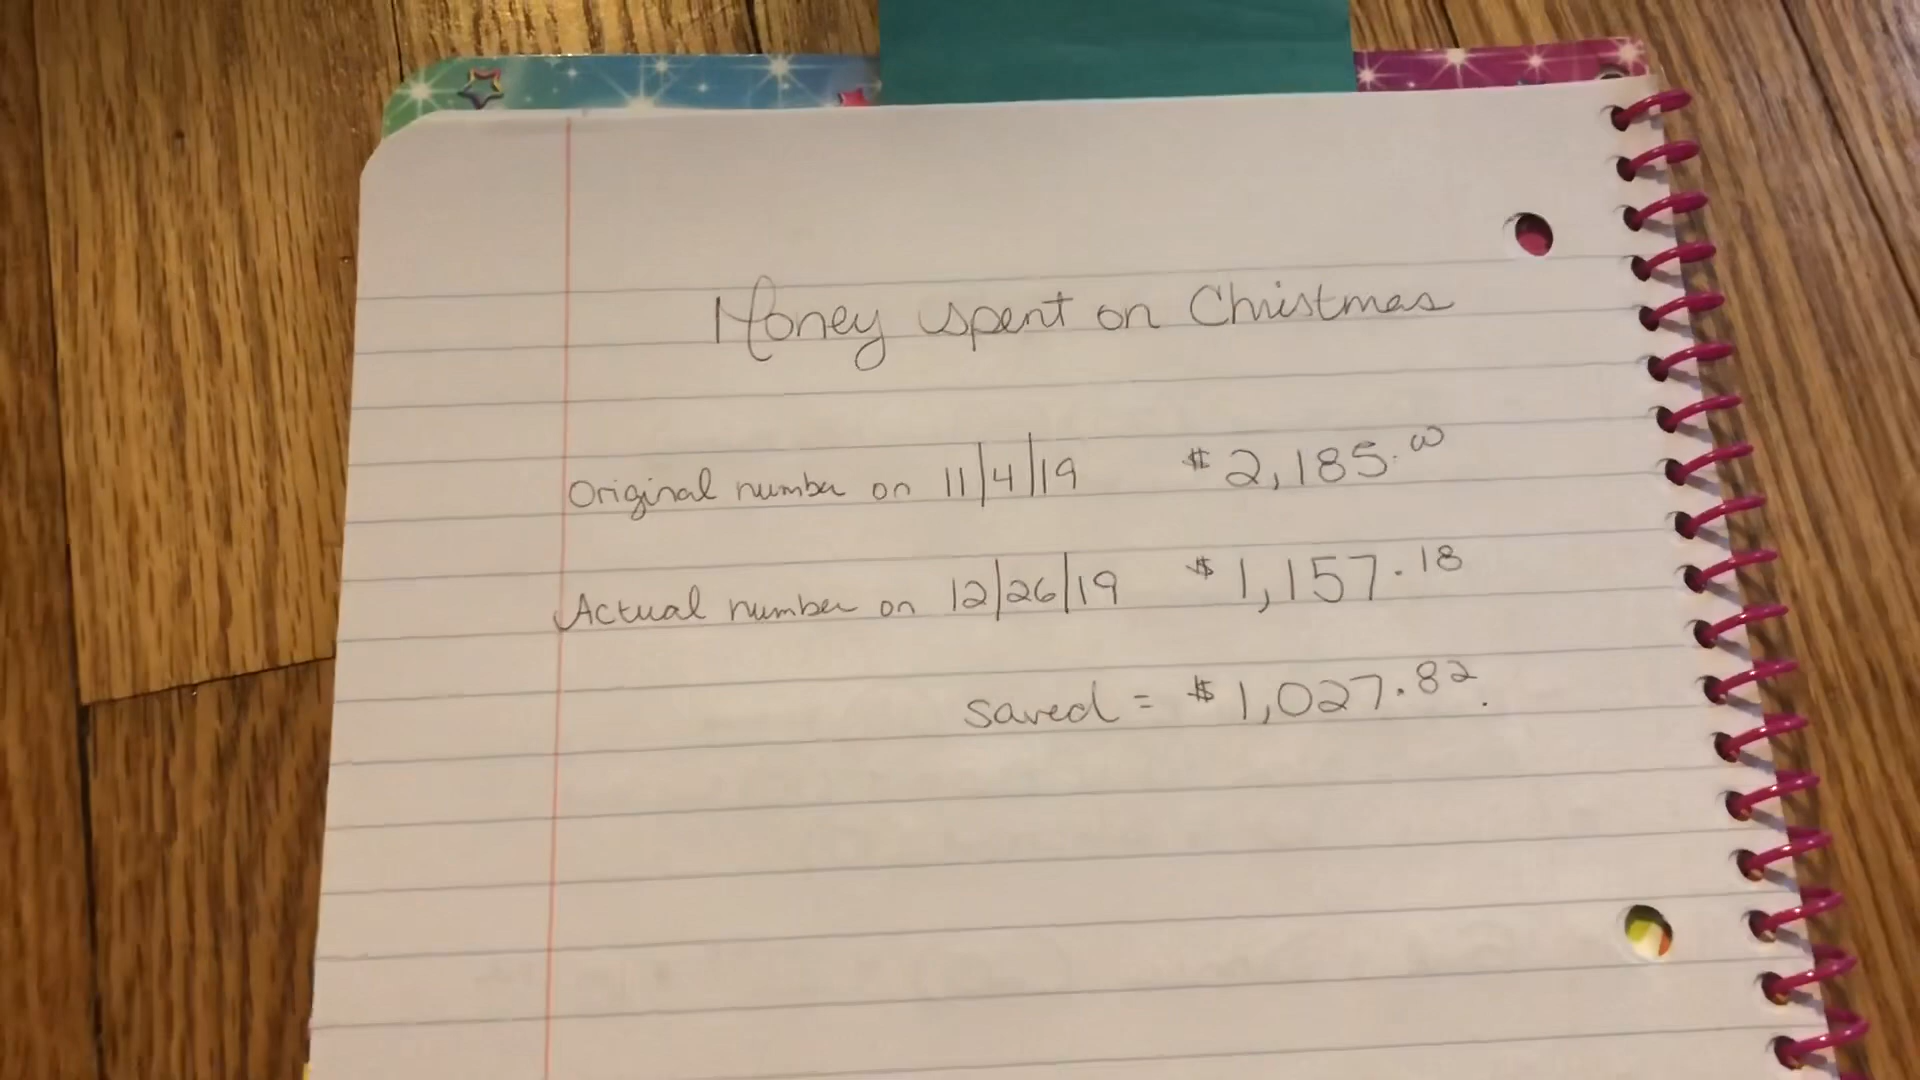 Money spent on Christmas
Original number on 11/4/19 $2,185.00
Actual number on 12/26/19 $1,157.18
saved = $1,027.82.